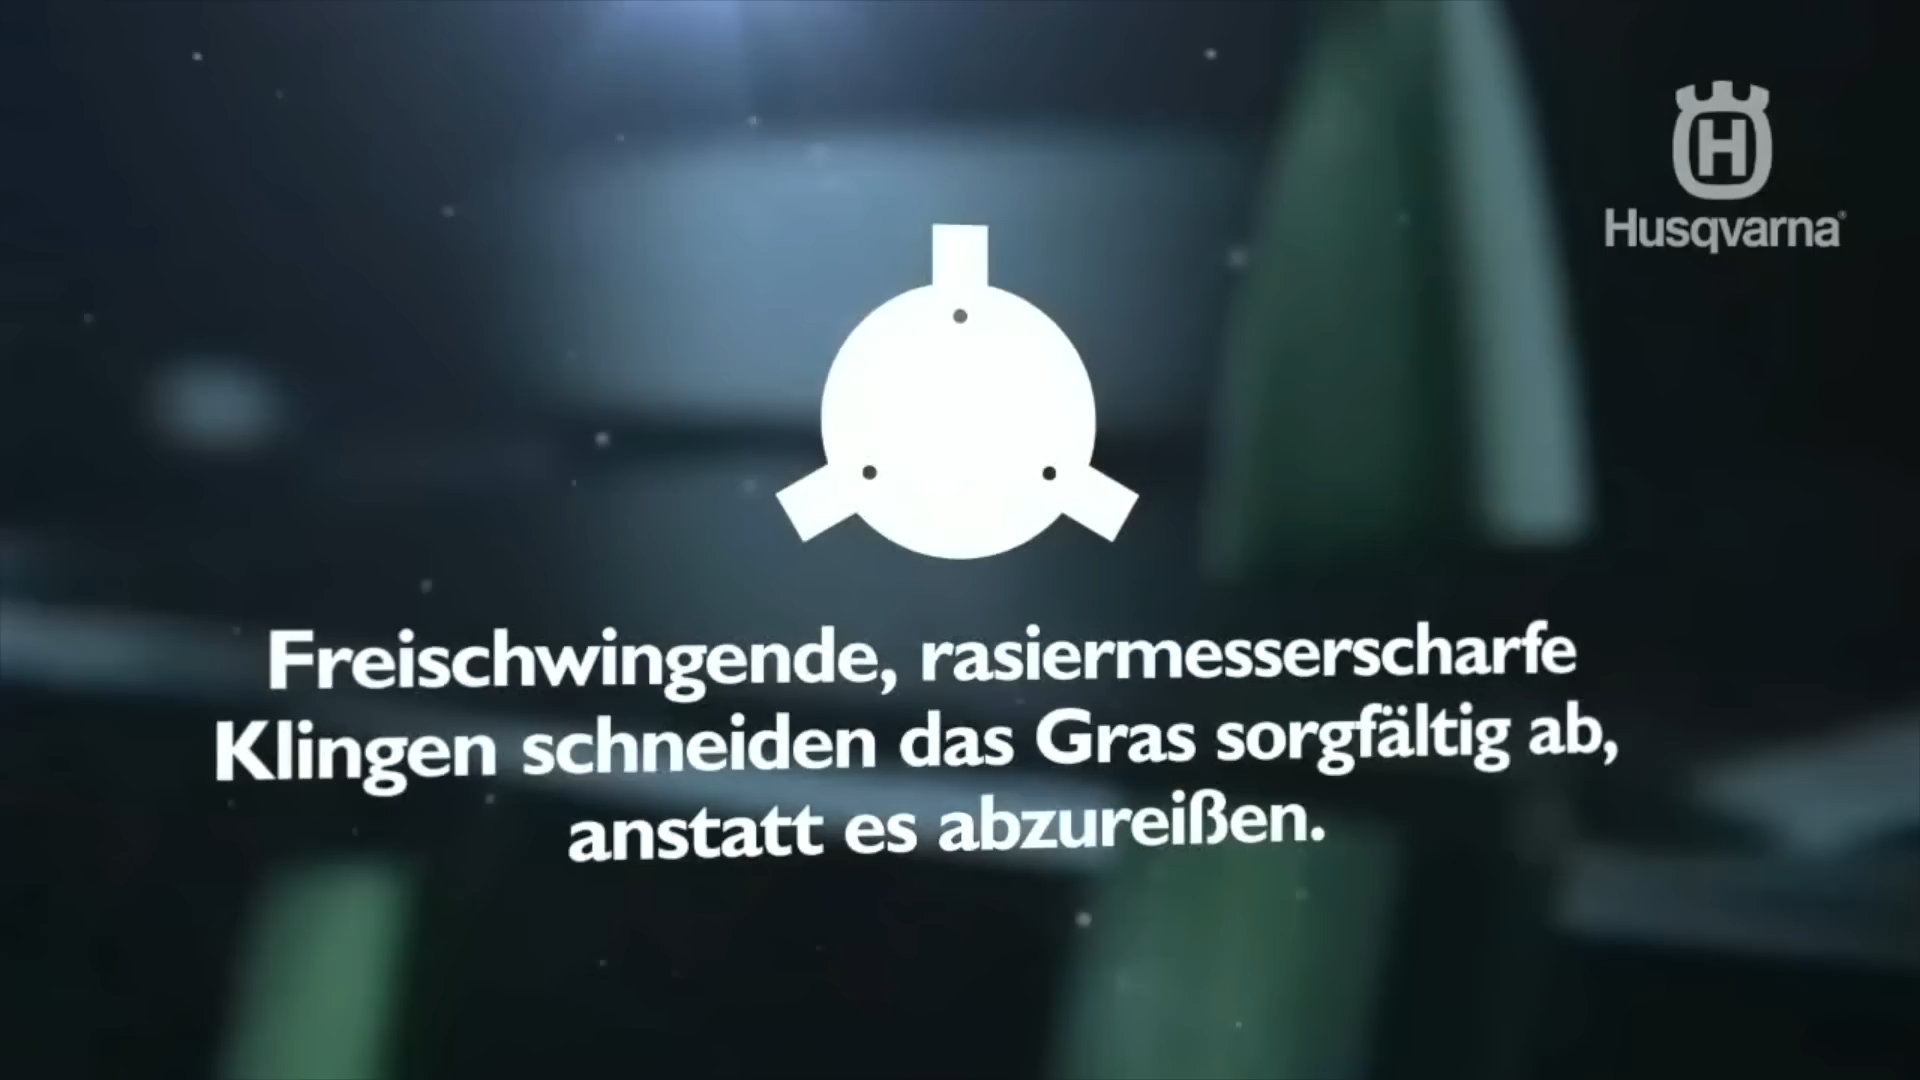 H
Husqvarna®
Freischwingende, rasiermesserscharfe
Klingen schneiden das Gras sorgfältig ab,
anstatt es abzureißen.